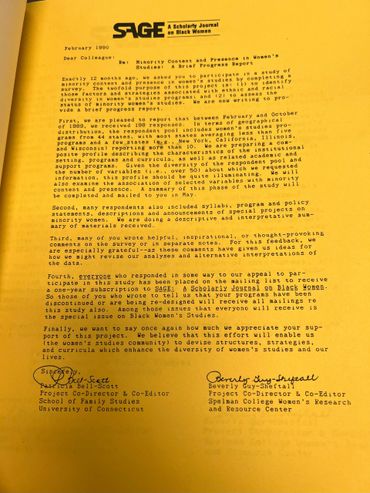 SAGE A Scholarly Journal
on Black Women
February 1990
Dear Colleague:
Re: Minority Content and Presence in Women's
Studies: A Brief Progress Report
Exactly 12 months ago, we asked you to participate in a study of
minority content and presence in women's studies by completing a
survey. The twofold purpose of this project is: (1) to identify
those factors and strategies associated with ethnic and racial
diversity in women's studies programs; and (2) to assess the
status of minority women's studies. We are now writing to pro-
vide a brief progress report.
First, we are pleased to report that between February and October
of 1989, we received 188 responses. In terms of geographical
distribution, the respondent pool includes women's studies pro-
grams from 44 states, with most states averaging less than five
programs and a few states (e.g., New York, California, Illinois,
and Wisconsin) reporting more than 10. We are preparing a com-
posite profile describing the characteristics of the institutional
settings, programs and curricula, as well as related academic and
support programs. Given the diversity of the respondent pool and
the number of variables (i.e., over 50) about which we requested
information, this profile should be quite illuminating. We will
also examine the association of selected variables with minority
content and presence. A summary of this phase of the study will
be completed and mailed to you in May.
Second, many respondents also included syllabi, program and policy
statements, descriptions and announcements of special projects on
minority women. We are doing a descriptive and interpretative sum-
mary of materials received.
Third, many of you wrote helpful, inspirational, or thought-provoking
comments on the survey or in separate notes. For this feedback, we
are especially grateful--as these comments have given us ideas for
how we might revise our analyses and alternative interpretations of
the data.
Fourth, everyone who responded in some way to our appeal to par-
ticipate in this study has been placed on the mailing list to receive
a one-year subscription to SAGE: A Scholarly Journal on Black Women.
So those of you who wrote to tell us that your programs have been
discontinued or are being re-designed will receive all mailings re
this study also. Among those issues that everyone will receive is
the special issue on Black Women's Studies.
Finally, we want to say once again how much we appreciate your sup-
port of this project. We believe that this effort will enable us
(the women's studies community) to devise structures, strategies,
and curricula which enhance the diversity of women's studies and our
lives.
Sincerely,
Bell-Scott Beverly Guy-Sheftall
Patricia Bell-Scott Beverly Guy-Sheftall
Project Co-Director & Co-Editor Project Co-Director & Co-Editor
School of Family Studies Spelman College Women's Research
University of Connecticut and Resource Center